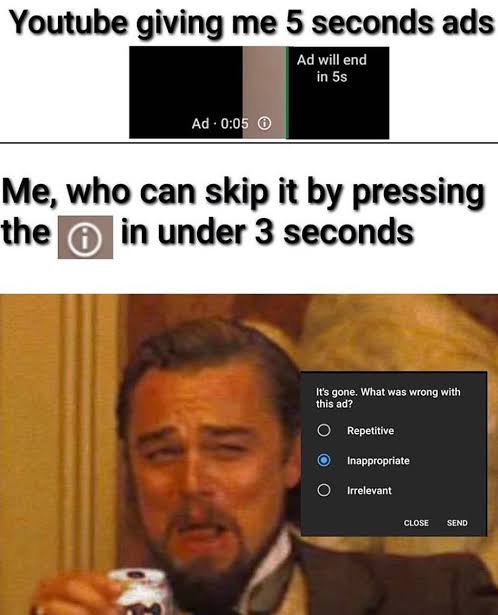 Youtube giving me 5 seconds ads
Ad will end
in 5s
Ad · 0:05
Me, who can skip it by pressing
the i in under 3 seconds
It's gone. What was wrong with
this ad?
Repetitive
Inappropriate
Irrelevant
CLOSE SEND